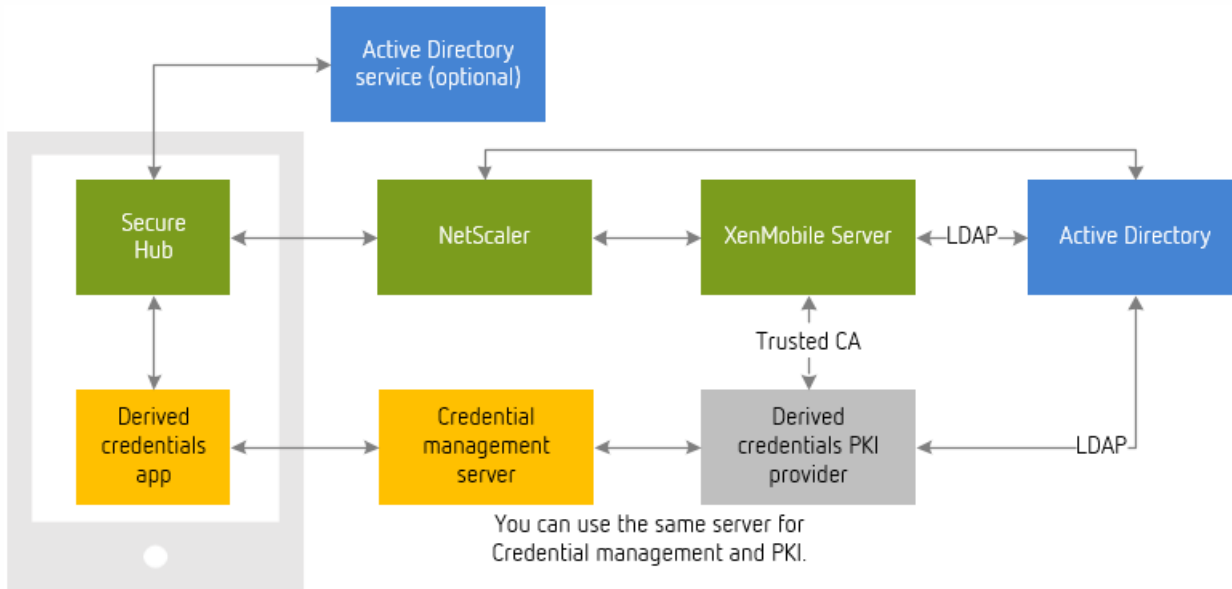 Active Directory
service (optional)
Secure
Hub
NetScaler
XenMobile Server
LDAP
Active Directory
Trusted CA
Derived
credentials
app
Credential
management
server
Derived
credentials PKI
provider
LDAP
You can use the same server for
Credential management and PKI.